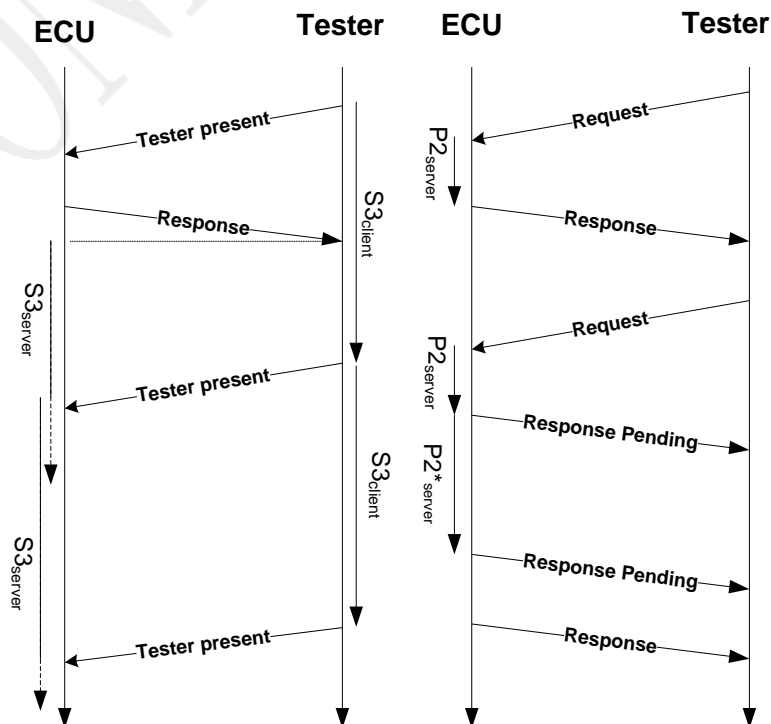 ECU
Tester
Tester present
Response
S3client
S3server
Tester present
S3client
S3server
Tester present
ECU
Tester
Request
P2server
Response
Request
P2server
Response Pending
P2*server
Response Pending
Response